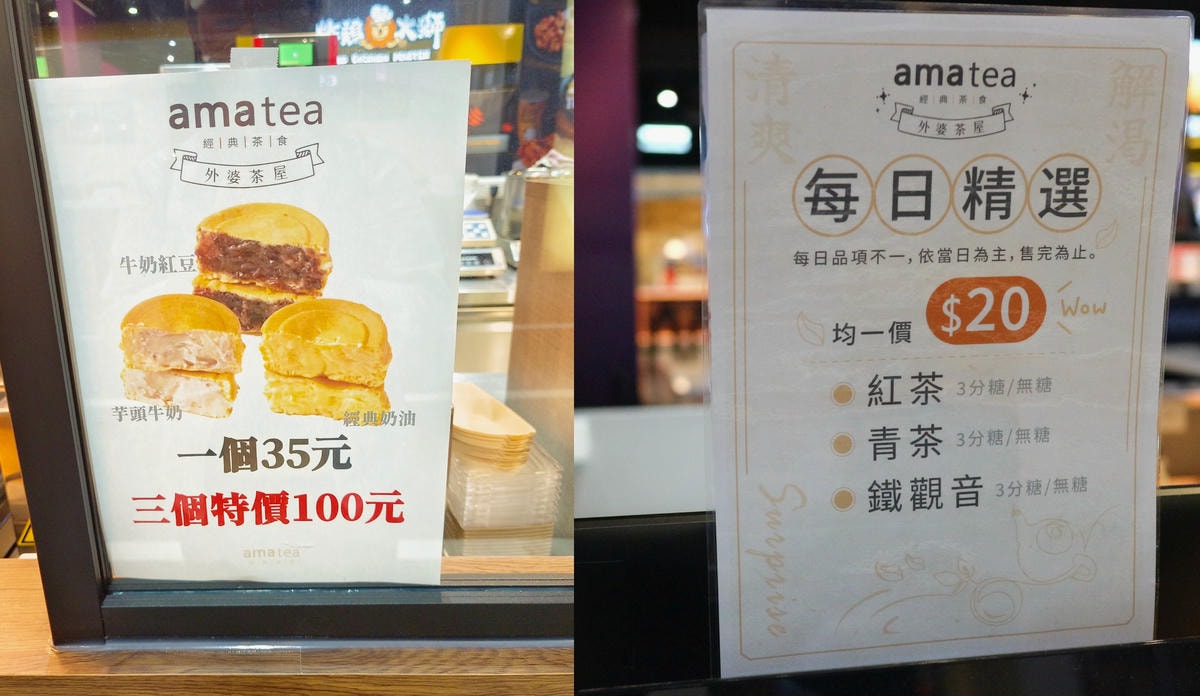 炸鷄大獅
amatea
經|典|茶|食
外婆茶屋
牛奶紅豆
芋頭牛奶
經典奶油
一個35元
三個特價100元
amatea
清爽
解渴
amatea
經|典|茶|食
外婆茶屋
每日精選
每日品項不一，依當日為主，售完為止。
均一價
$20
Wow
紅茶 3分糖/無糖
青茶 3分糖/無糖
鐵觀音 3分糖/無糖
Surprise